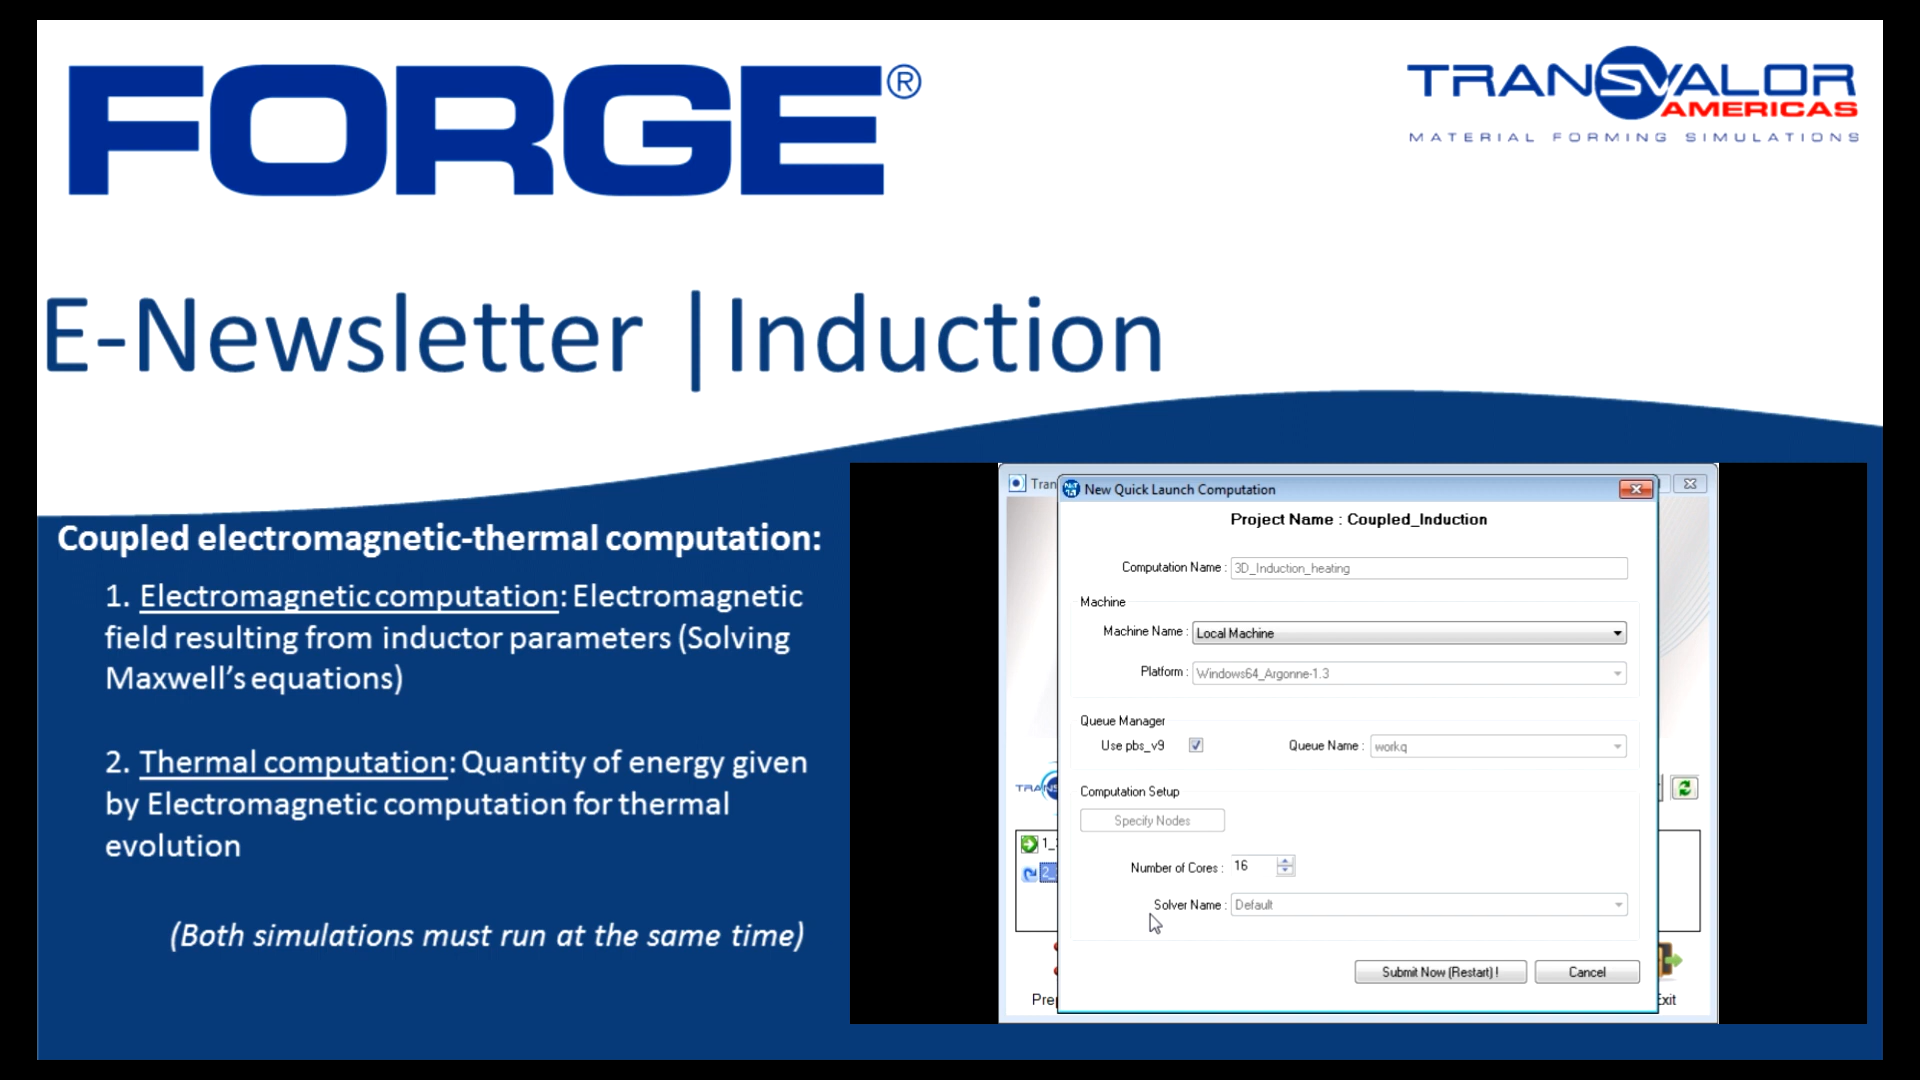 FORGE®
TRANSVALOR
AMERICAS
MATERIAL FORMING SIMULATIONS
E-Newsletter |Induction
Coupled electromagnetic-thermal computation:
1. Electromagnetic computation: Electromagnetic
field resulting from inductor parameters (Solving
Maxwell's equations)
2. Thermal computation: Quantity of energy given
by Electromagnetic computation for thermal
evolution
(Both simulations must run at the same time)
Tran
New Quick Launch Computation
Project Name : Coupled_Induction
Computation Name : 3D_Induction_heating
Machine
Machine Name : Local Machine
Platform : Windows64_Argonne-1.3
Queue Manager
Use pbs_v9
Queue Name : workq
Computation Setup
Specify Nodes
Number of Cores : 16
Solver Name : Default
Submit Now (Restart) !
Cancel
1_
2_
Pre
Exit